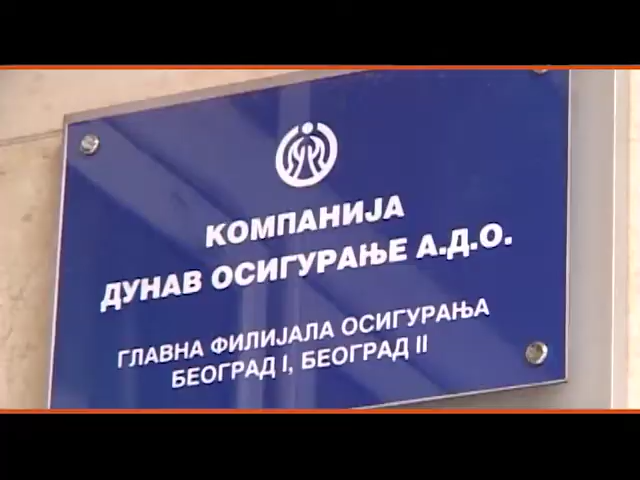 КОМПАНИЈА
ДУНАВ ОСИГУРАЊЕ А.Д.О.
ГЛАВНА ФИЛИЈАЛА ОСИГУРАЊА
БЕОГРАД I, БЕОГРАД II